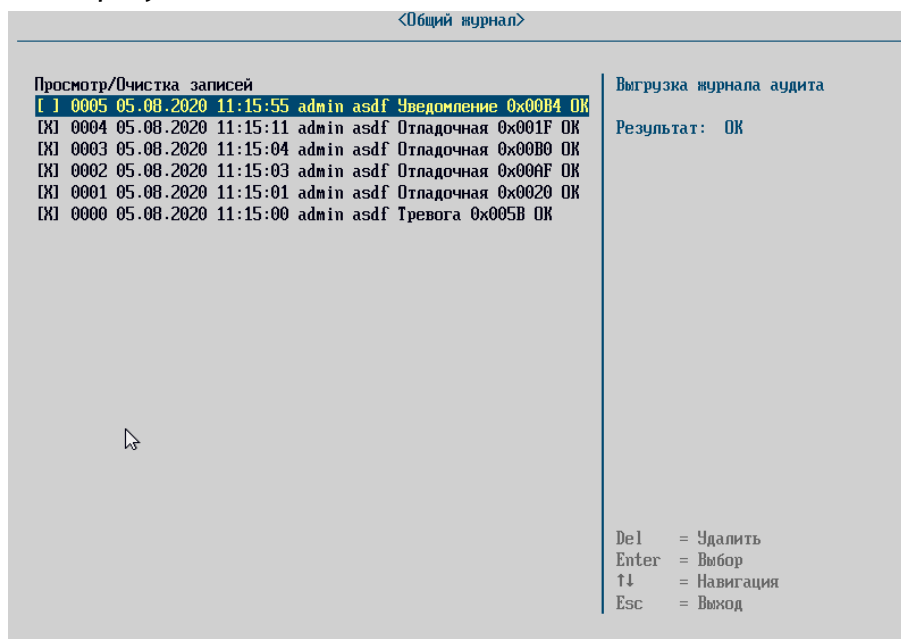 <Общий журнал>
Просмотр/Очистка записей
[ ] 0005 05.08.2020 11:15:55 admin asdf Уведомление 0x00B4 OK
[X] 0004 05.08.2020 11:15:11 admin asdf Отладочная 0x001F OK
[X] 0003 05.08.2020 11:15:04 admin asdf Отладочная 0x00B0 OK
[X] 0002 05.08.2020 11:15:03 admin asdf Отладочная 0x00AF OK
[X] 0001 05.08.2020 11:15:01 admin asdf Отладочная 0x0020 OK
[X] 0000 05.08.2020 11:15:00 admin asdf Тревога 0x005B OK
Выгрузка журнала аудита
Результат: OK
Del = Удалить
Enter = Выбор
↑↓ = Навигация
Esc = Выход